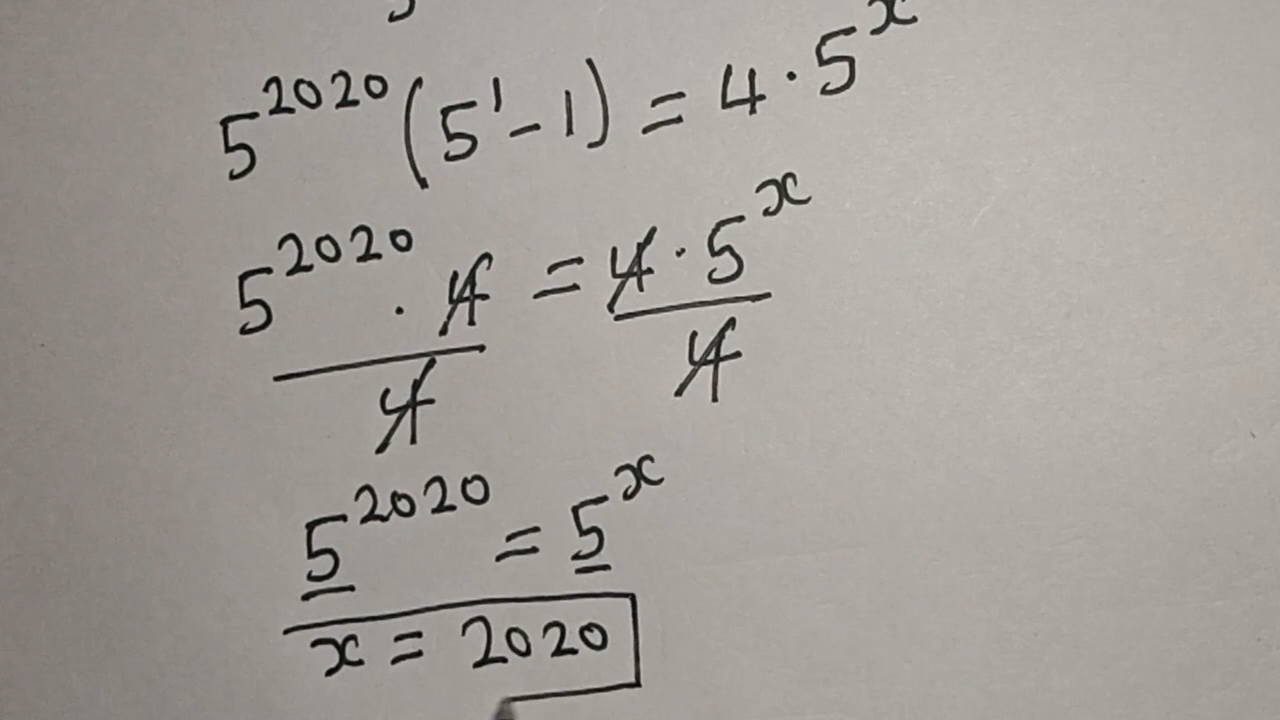 5^2020 (5^1 - 1) = 4 · 5^x
5^2020 · 4 / 4 = 4 · 5^x / 4
5^2020 = 5^x
x = 2020